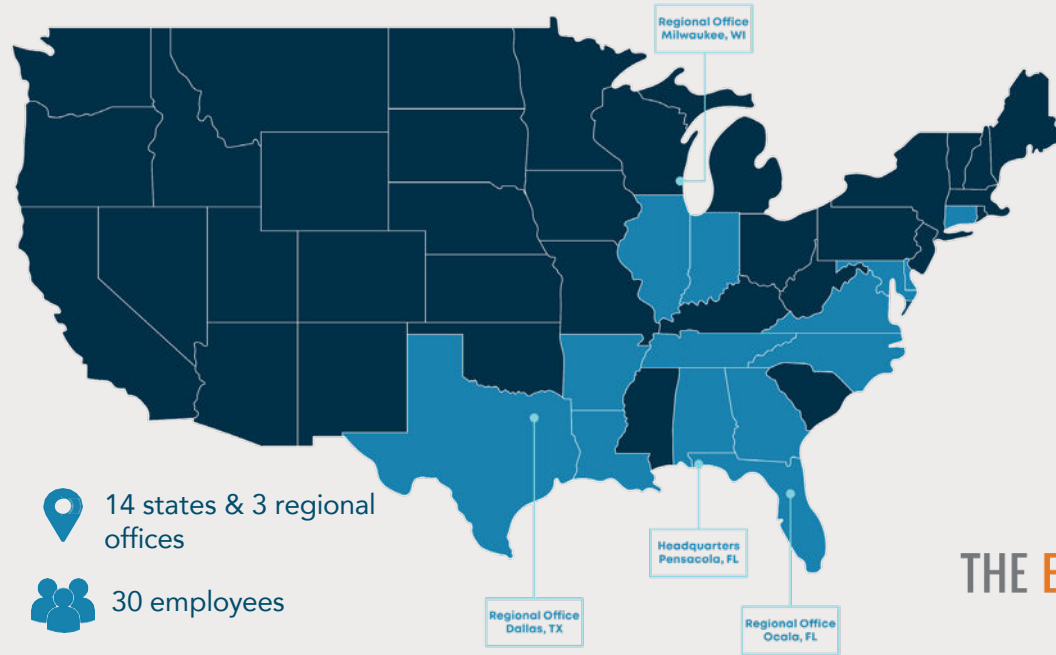 Regional Office
Milwaukee, WI
14 states & 3 regional
offices
30 employees
Headquarters
Pensacola, FL
Regional Office
Dallas, TX
Regional Office
Ocala, FL
THE